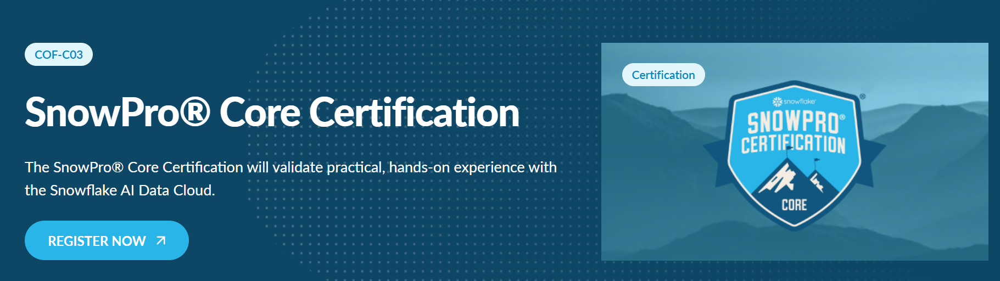 COF-C03
SnowPro® Core Certification
The SnowPro® Core Certification will validate practical, hands-on experience with
the Snowflake AI Data Cloud.
REGISTER NOW
Certification
snowflake®
SNOWPRO®
CERTIFICATION
CORE
®